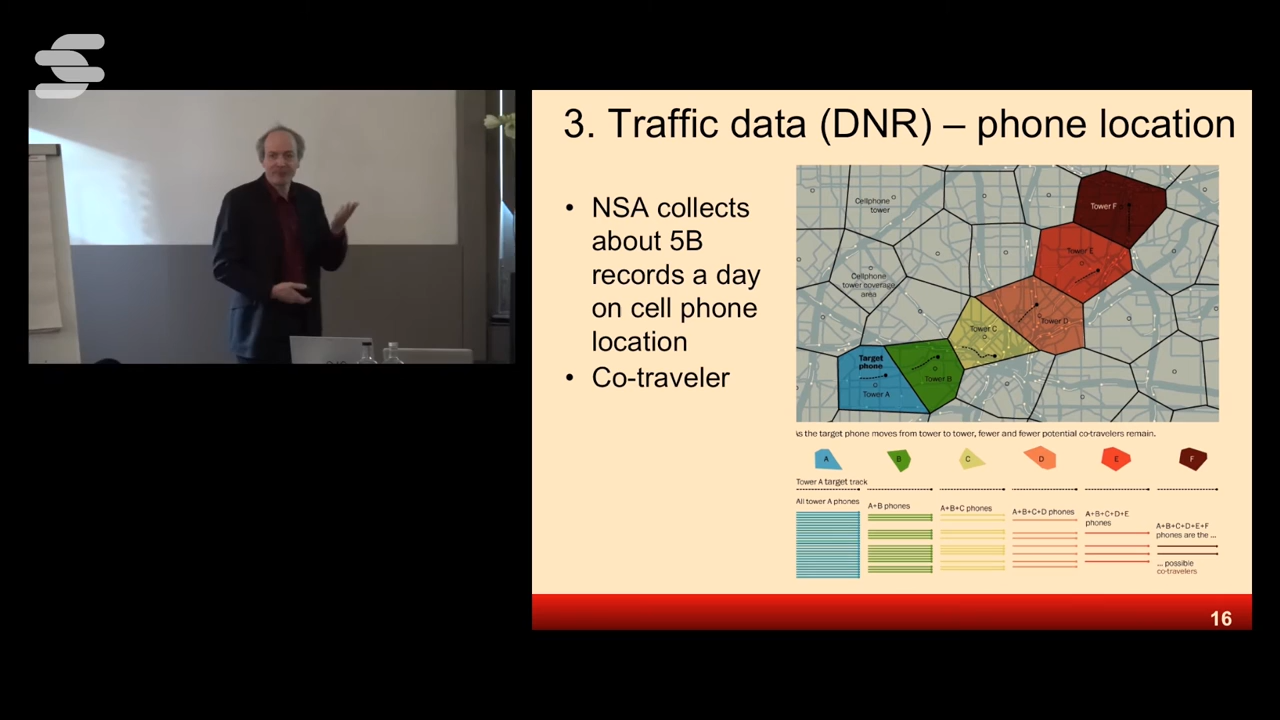 3. Traffic data (DNR) – phone location
• NSA collects
about 5B
records a day
on cell phone
location
• Co-traveler
Cellphone
tower
Cellphone
tower coverage
area
Tower F
Tower E
Tower D
Tower C
Target
phone
Tower B
Tower A
As the target phone moves from tower to tower, fewer and fewer potential co-travelers remain.
A B C D E F
Tower A target track
All tower A phones
A+B phones
A+B+C phones
A+B+C+D phones
A+B+C+D+E
phones
A+B+C+D+E+F
phones are the ...
... possible
co-travelers
16